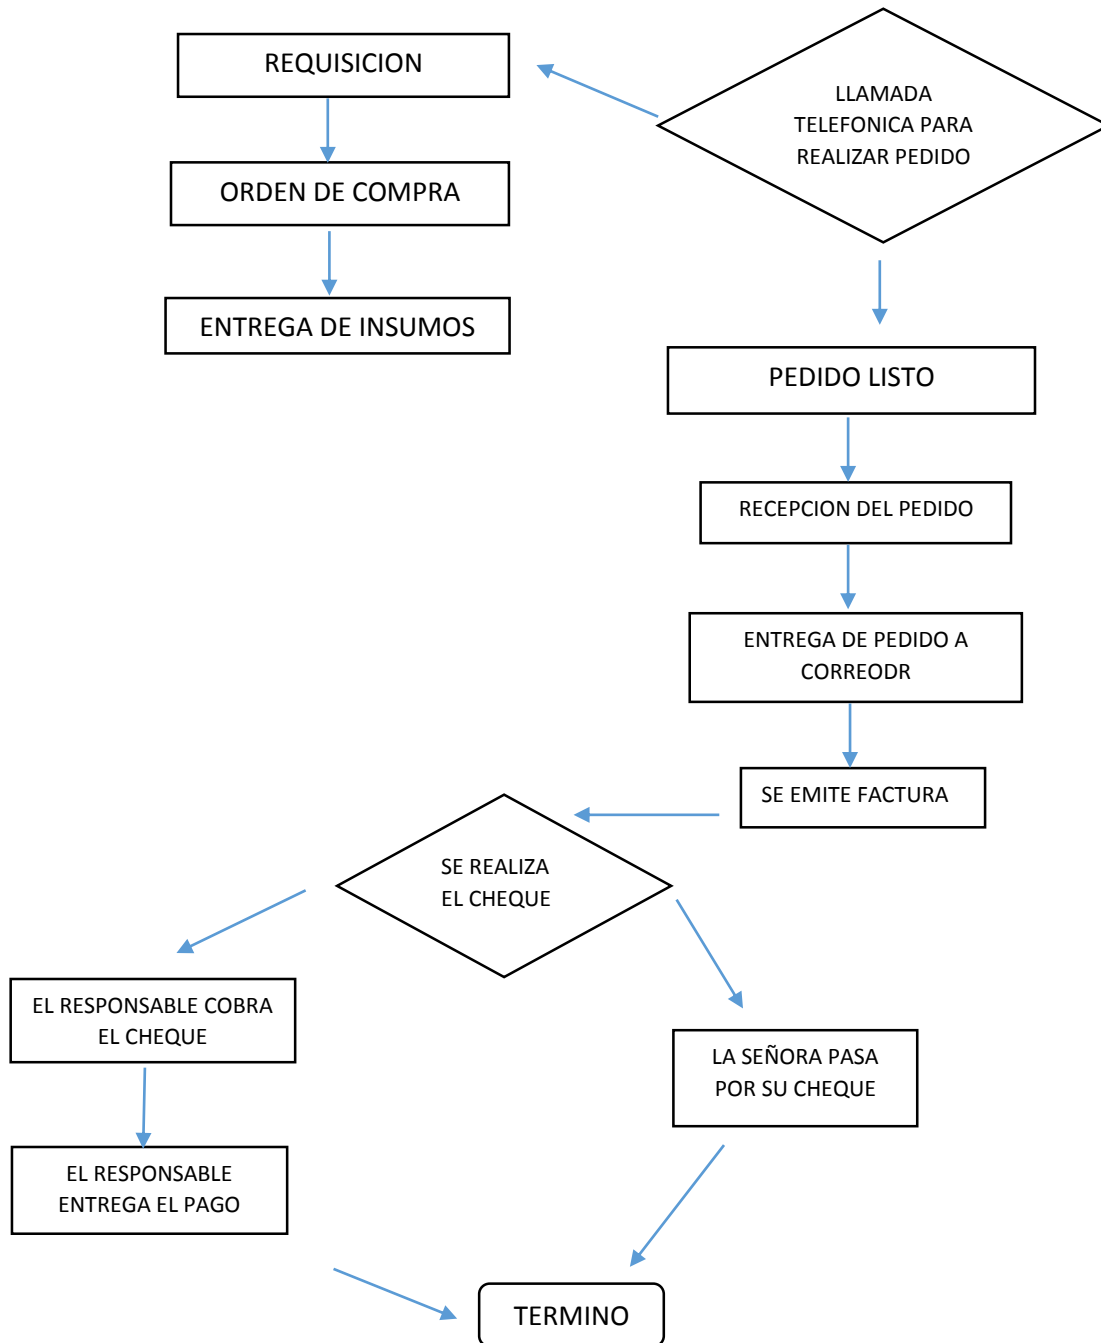 REQUISICION
LLAMADA
TELEFONICA PARA
REALIZAR PEDIDO
ORDEN DE COMPRA
ENTREGA DE INSUMOS
PEDIDO LISTO
RECEPCION DEL PEDIDO
ENTREGA DE PEDIDO A
CORREODR
SE EMITE FACTURA
SE REALIZA
EL CHEQUE
EL RESPONSABLE COBRA
EL CHEQUE
LA SEÑORA PASA
POR SU CHEQUE
EL RESPONSABLE
ENTREGA EL PAGO
TERMINO